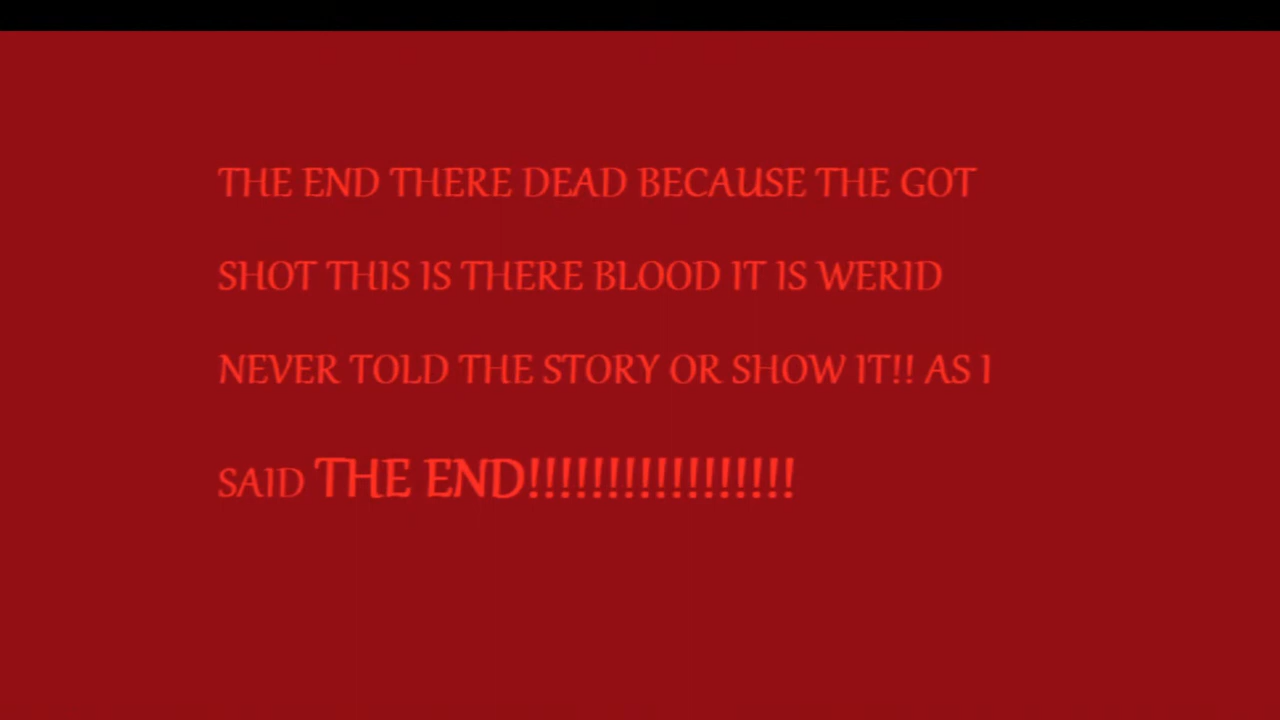 THE END THERE DEAD BECAUSE THE GOT
SHOT THIS IS THERE BLOOD IT IS WERID
NEVER TOLD THE STORY OR SHOW IT!! AS I
SAID THE END!!!!!!!!!!!!!!!!!